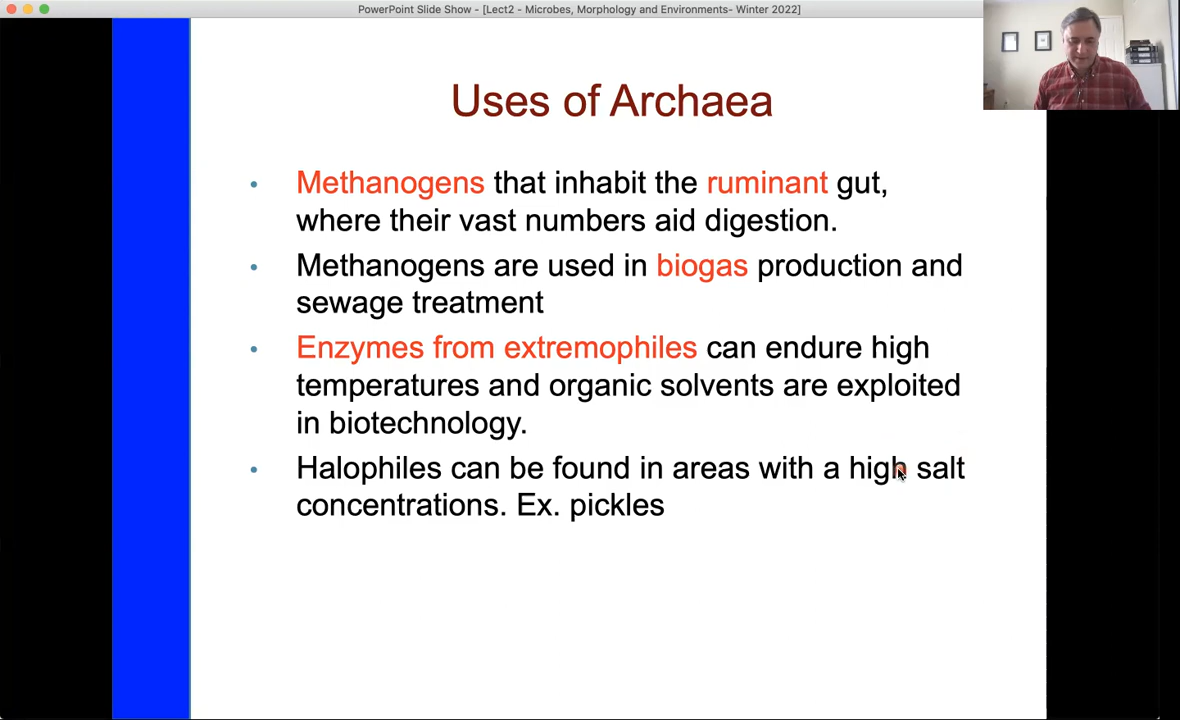 PowerPoint Slide Show - [Lect2 - Microbes, Morphology and Environments- Winter 2022]
Uses of Archaea
• Methanogens that inhabit the ruminant gut,
where their vast numbers aid digestion.
• Methanogens are used in biogas production and
sewage treatment
• Enzymes from extremophiles can endure high
temperatures and organic solvents are exploited
in biotechnology.
• Halophiles can be found in areas with a high salt
concentrations. Ex. pickles